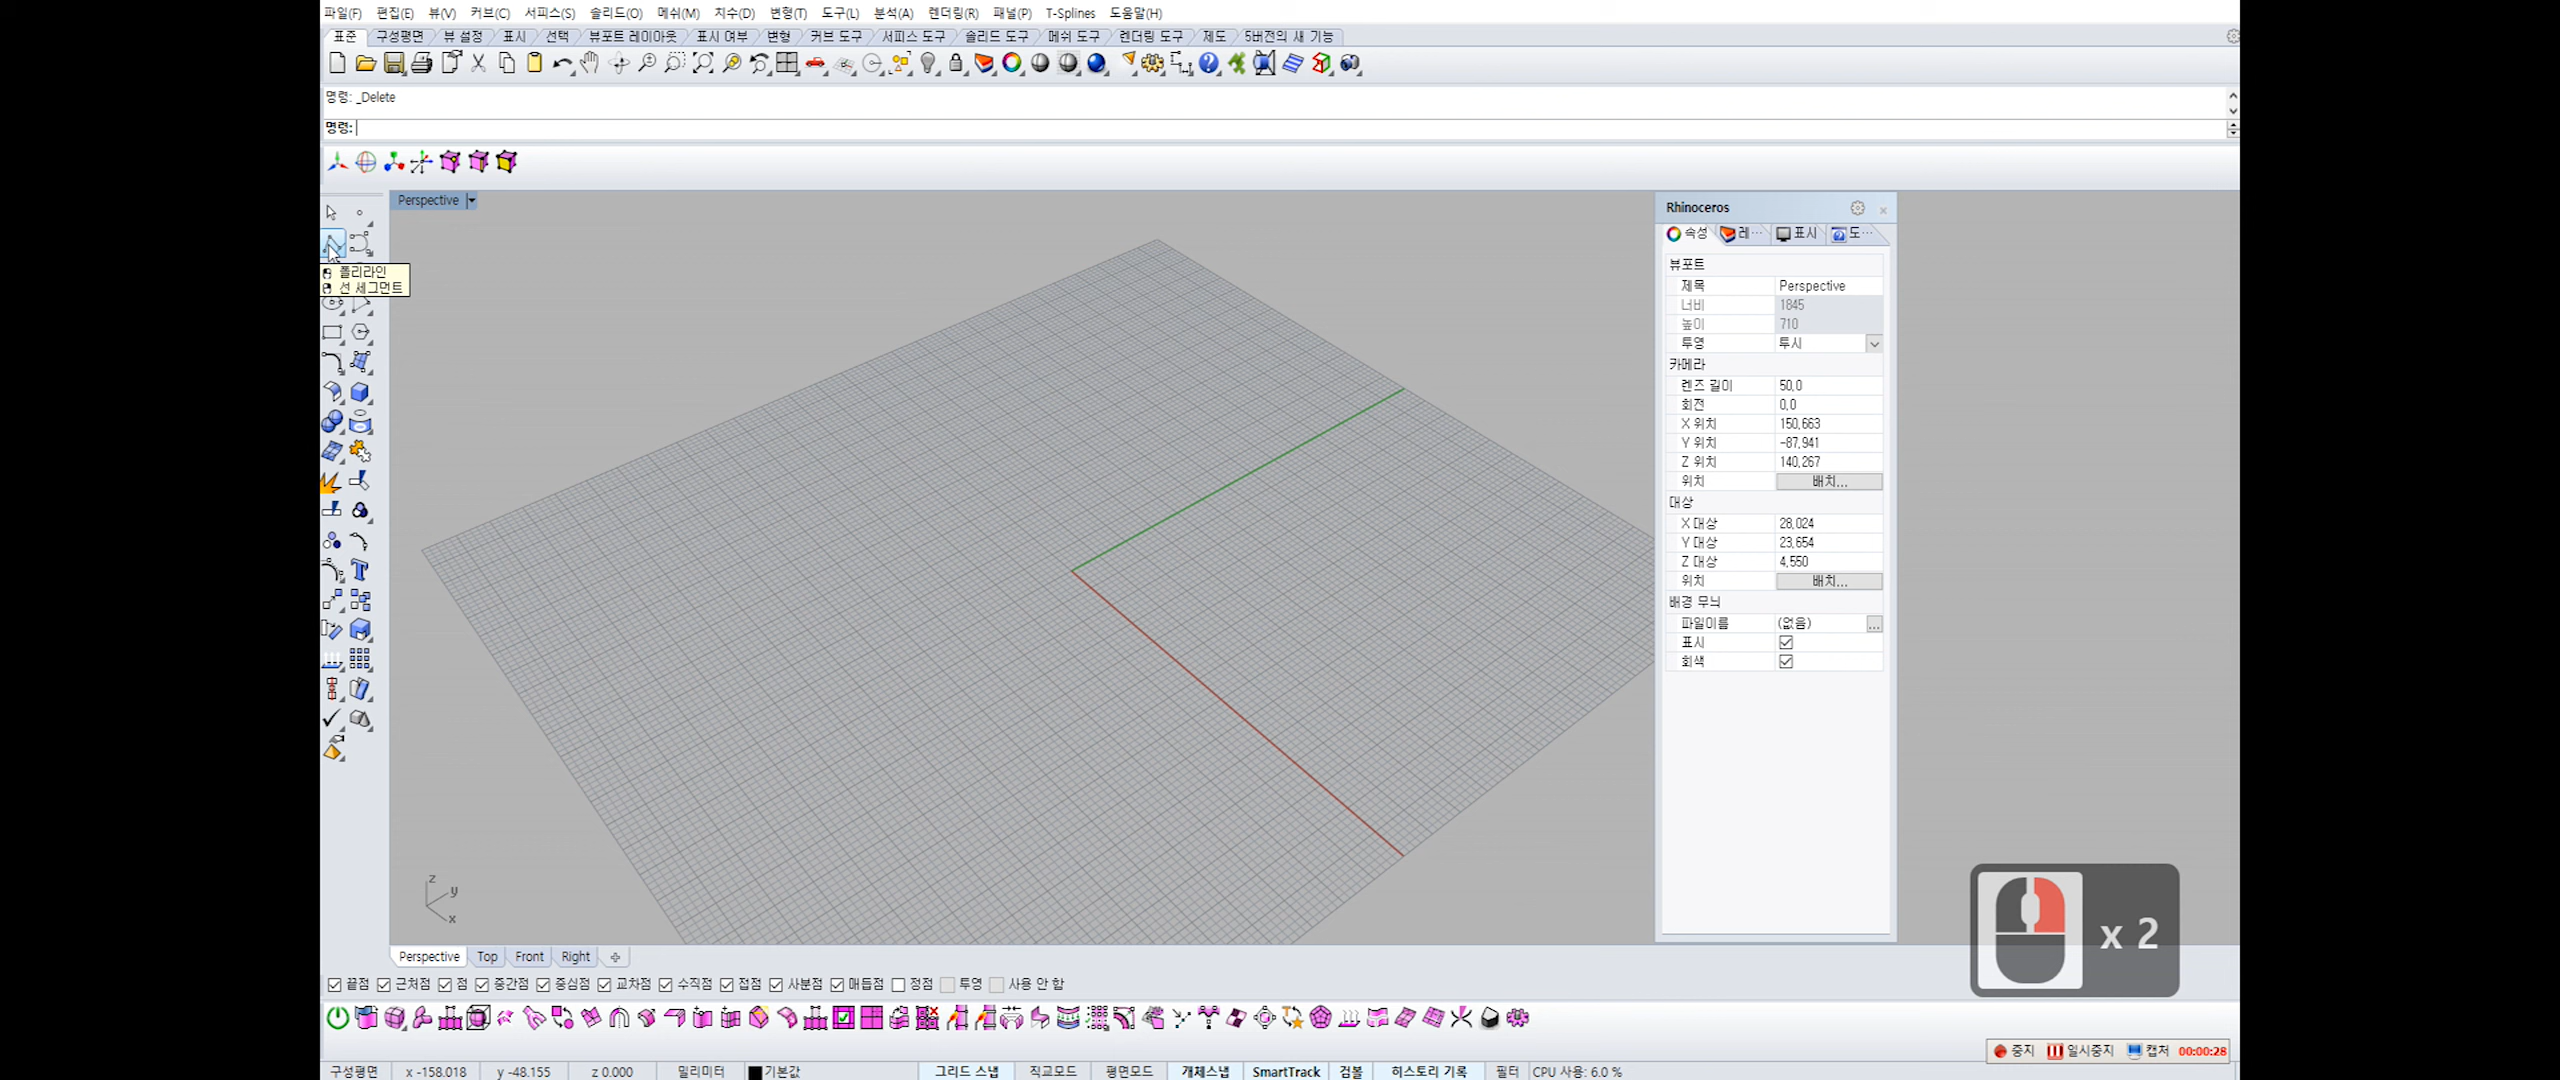 파일(F) 편집(E) 뷰(V) 커브(C) 서피스(S) 솔리드(O) 메쉬(M) 치수(D) 변형(T) 도구(L) 분석(A) 렌더링(R) 패널(P) T-Splines 도움말(H)
표준 구성평면 뷰 설정 표시 선택 뷰포트 레이아웃 표시 여부 변형 커브 도구 서피스 도구 솔리드 도구 메쉬 도구 렌더링 도구 제도 5버전의 새 기능
명령: _Delete
명령:
Perspective
폴리라인
선 세그먼트
Rhinoceros
속성 레… 표시 도…
뷰포트
제목 Perspective
너비 1845
높이 710
투영 투시
카메라
렌즈 길이 50.0
회전 0.0
X 위치 150.663
Y 위치 -87.941
Z 위치 140.267
위치 배치...
대상
X 대상 28.024
Y 대상 23.654
Z 대상 4.550
위치 배치...
배경 무늬
파일이름 (없음) ...
표시
회색
z
y
x
x 2
Perspective Top Front Right
끝점 근처점 점 중간점 중심점 교차점 수직점 접점 사분점 매듭점 정점 투영 사용 안 함
중지 일시중지 캡처 00:00:28
구성평면 x -158.018 y -48.155 z 0.000 밀리미터 기본값 그리드 스냅 직교모드 평면모드 개체스냅 SmartTrack 검볼 히스토리 기록 필터 CPU 사용: 6.0 %